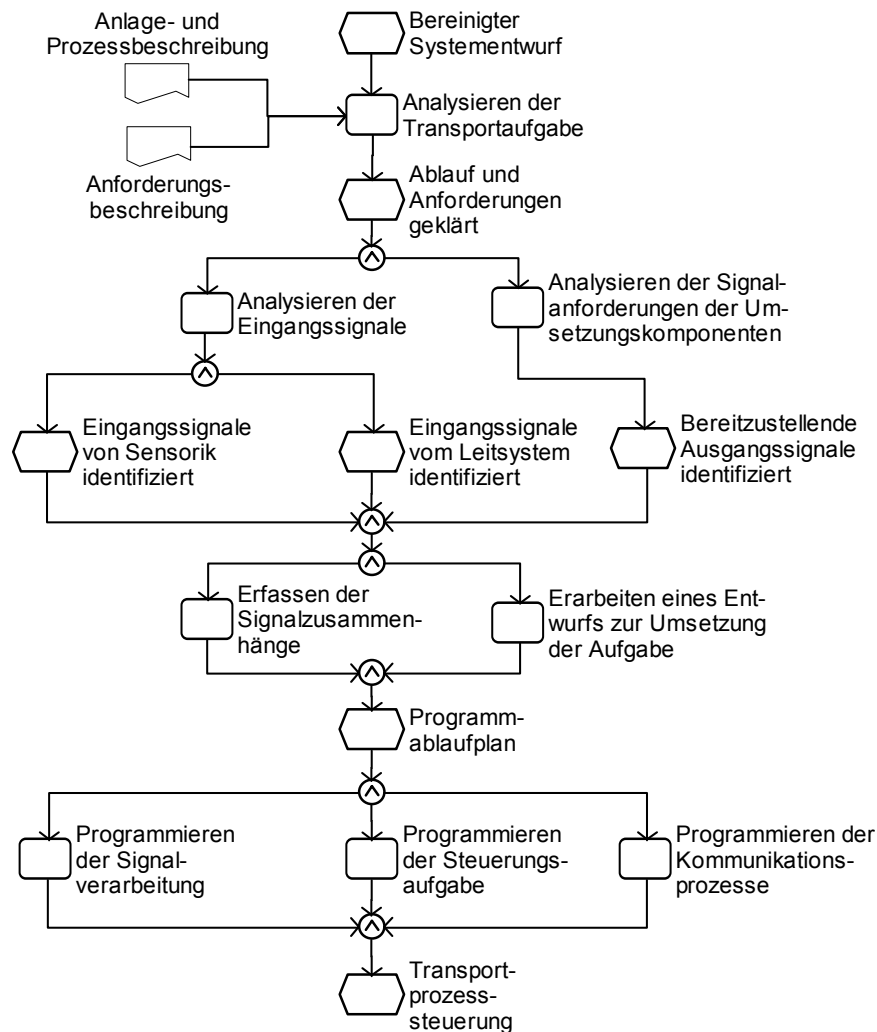 Anlage- und
Prozessbeschreibung
Bereinigter
Systementwurf
Analysieren der
Transportaufgabe
Anforderungs-
beschreibung
Ablauf und
Anforderungen
geklärt
Analysieren der
Eingangssignale
Analysieren der Signal-
anforderungen der Um-
setzungskomponenten
Eingangssignale
von Sensorik
identifiziert
Eingangssignale
vom Leitsystem
identifiziert
Bereitzustellende
Ausgangssignale
identifiziert
Erfassen der
Signalzusammen-
hänge
Erarbeiten eines Ent-
wurfs zur Umsetzung
der Aufgabe
Programm-
ablaufplan
Programmieren
der Signal-
verarbeitung
Programmieren
der Steuerungs-
aufgabe
Programmieren der
Kommunikations-
prozesse
Transport-
prozess-
steuerung